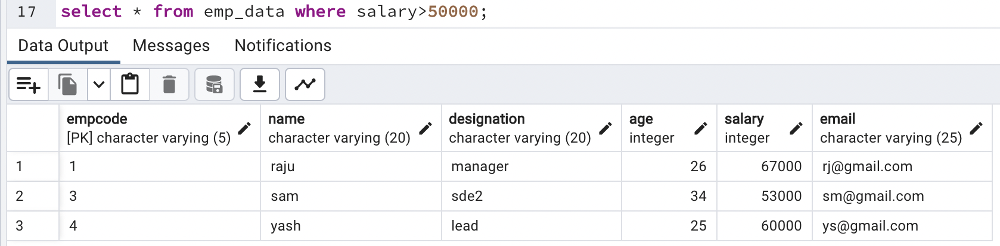 17 select * from emp_data where salary>50000;
Data Output Messages Notifications
empcode name designation age salary email
[PK] character varying (5) character varying (20) character varying (20) integer integer character varying (25)
1 1 raju manager 26 67000 rj@gmail.com
2 3 sam sde2 34 53000 sm@gmail.com
3 4 yash lead 25 60000 ys@gmail.com